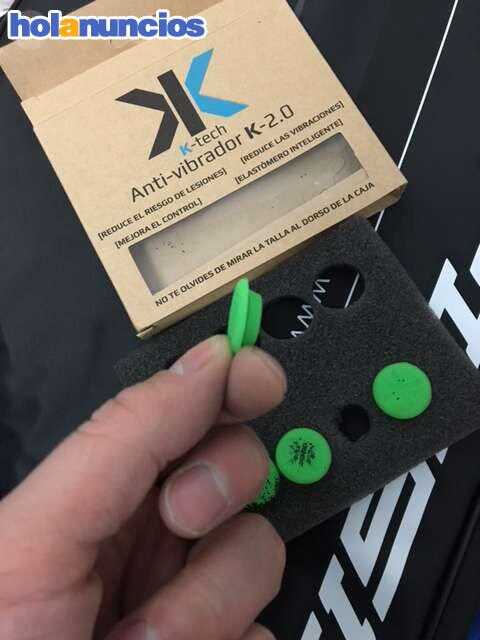 holanuncios
K-tech
Anti-vibrador K-2.0
[REDUCE EL RIESGO DE LESIONES] [REDUCE LAS VIBRACIONES]
[MEJORA EL CONTROL] [ELASTÓMERO INTELIGENTE]
NO TE OLVIDES DE MIRAR LA TALLA AL DORSO DE LA CAJA